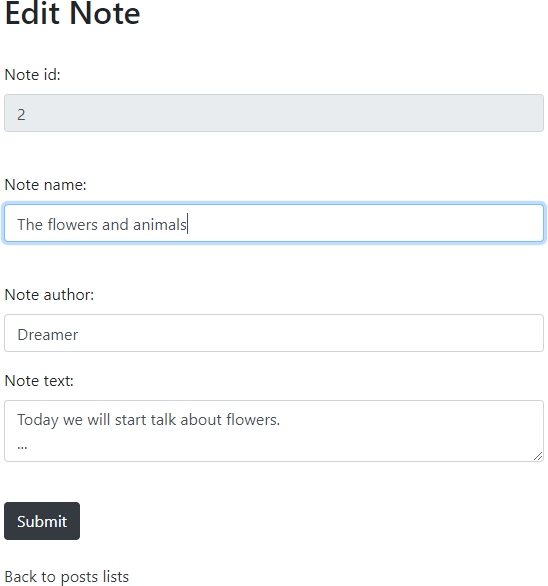 Edit Note
Note id:
2
Note name:
The flowers and animals
Note author:
Dreamer
Note text:
Today we will start talk about flowers.
...
Submit
Back to posts lists